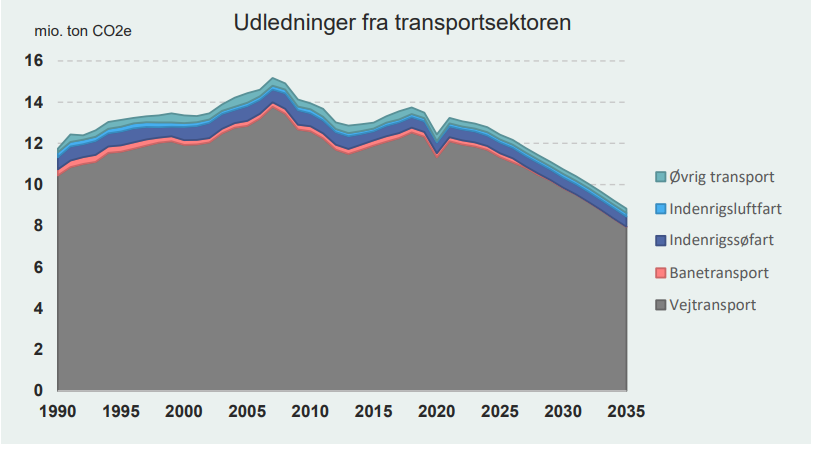 Udledninger fra transportsektoren
mio. ton CO2e
16
14
12
10
8
6
4
2
0
1990 1995 2000 2005 2010 2015 2020 2025 2030 2035
Øvrig transport
Indenrigsluftfart
Indenrigssøfart
Banetransport
Vejtransport